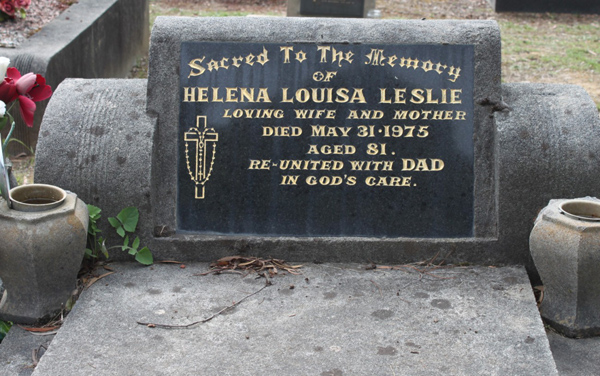 Sacred To The Memory
OF
HELENA LOUISA LESLIE
LOVING WIFE AND MOTHER
DIED MAY 31·1975
AGED 81.
RE-UNITED WITH DAD
IN GOD'S CARE.